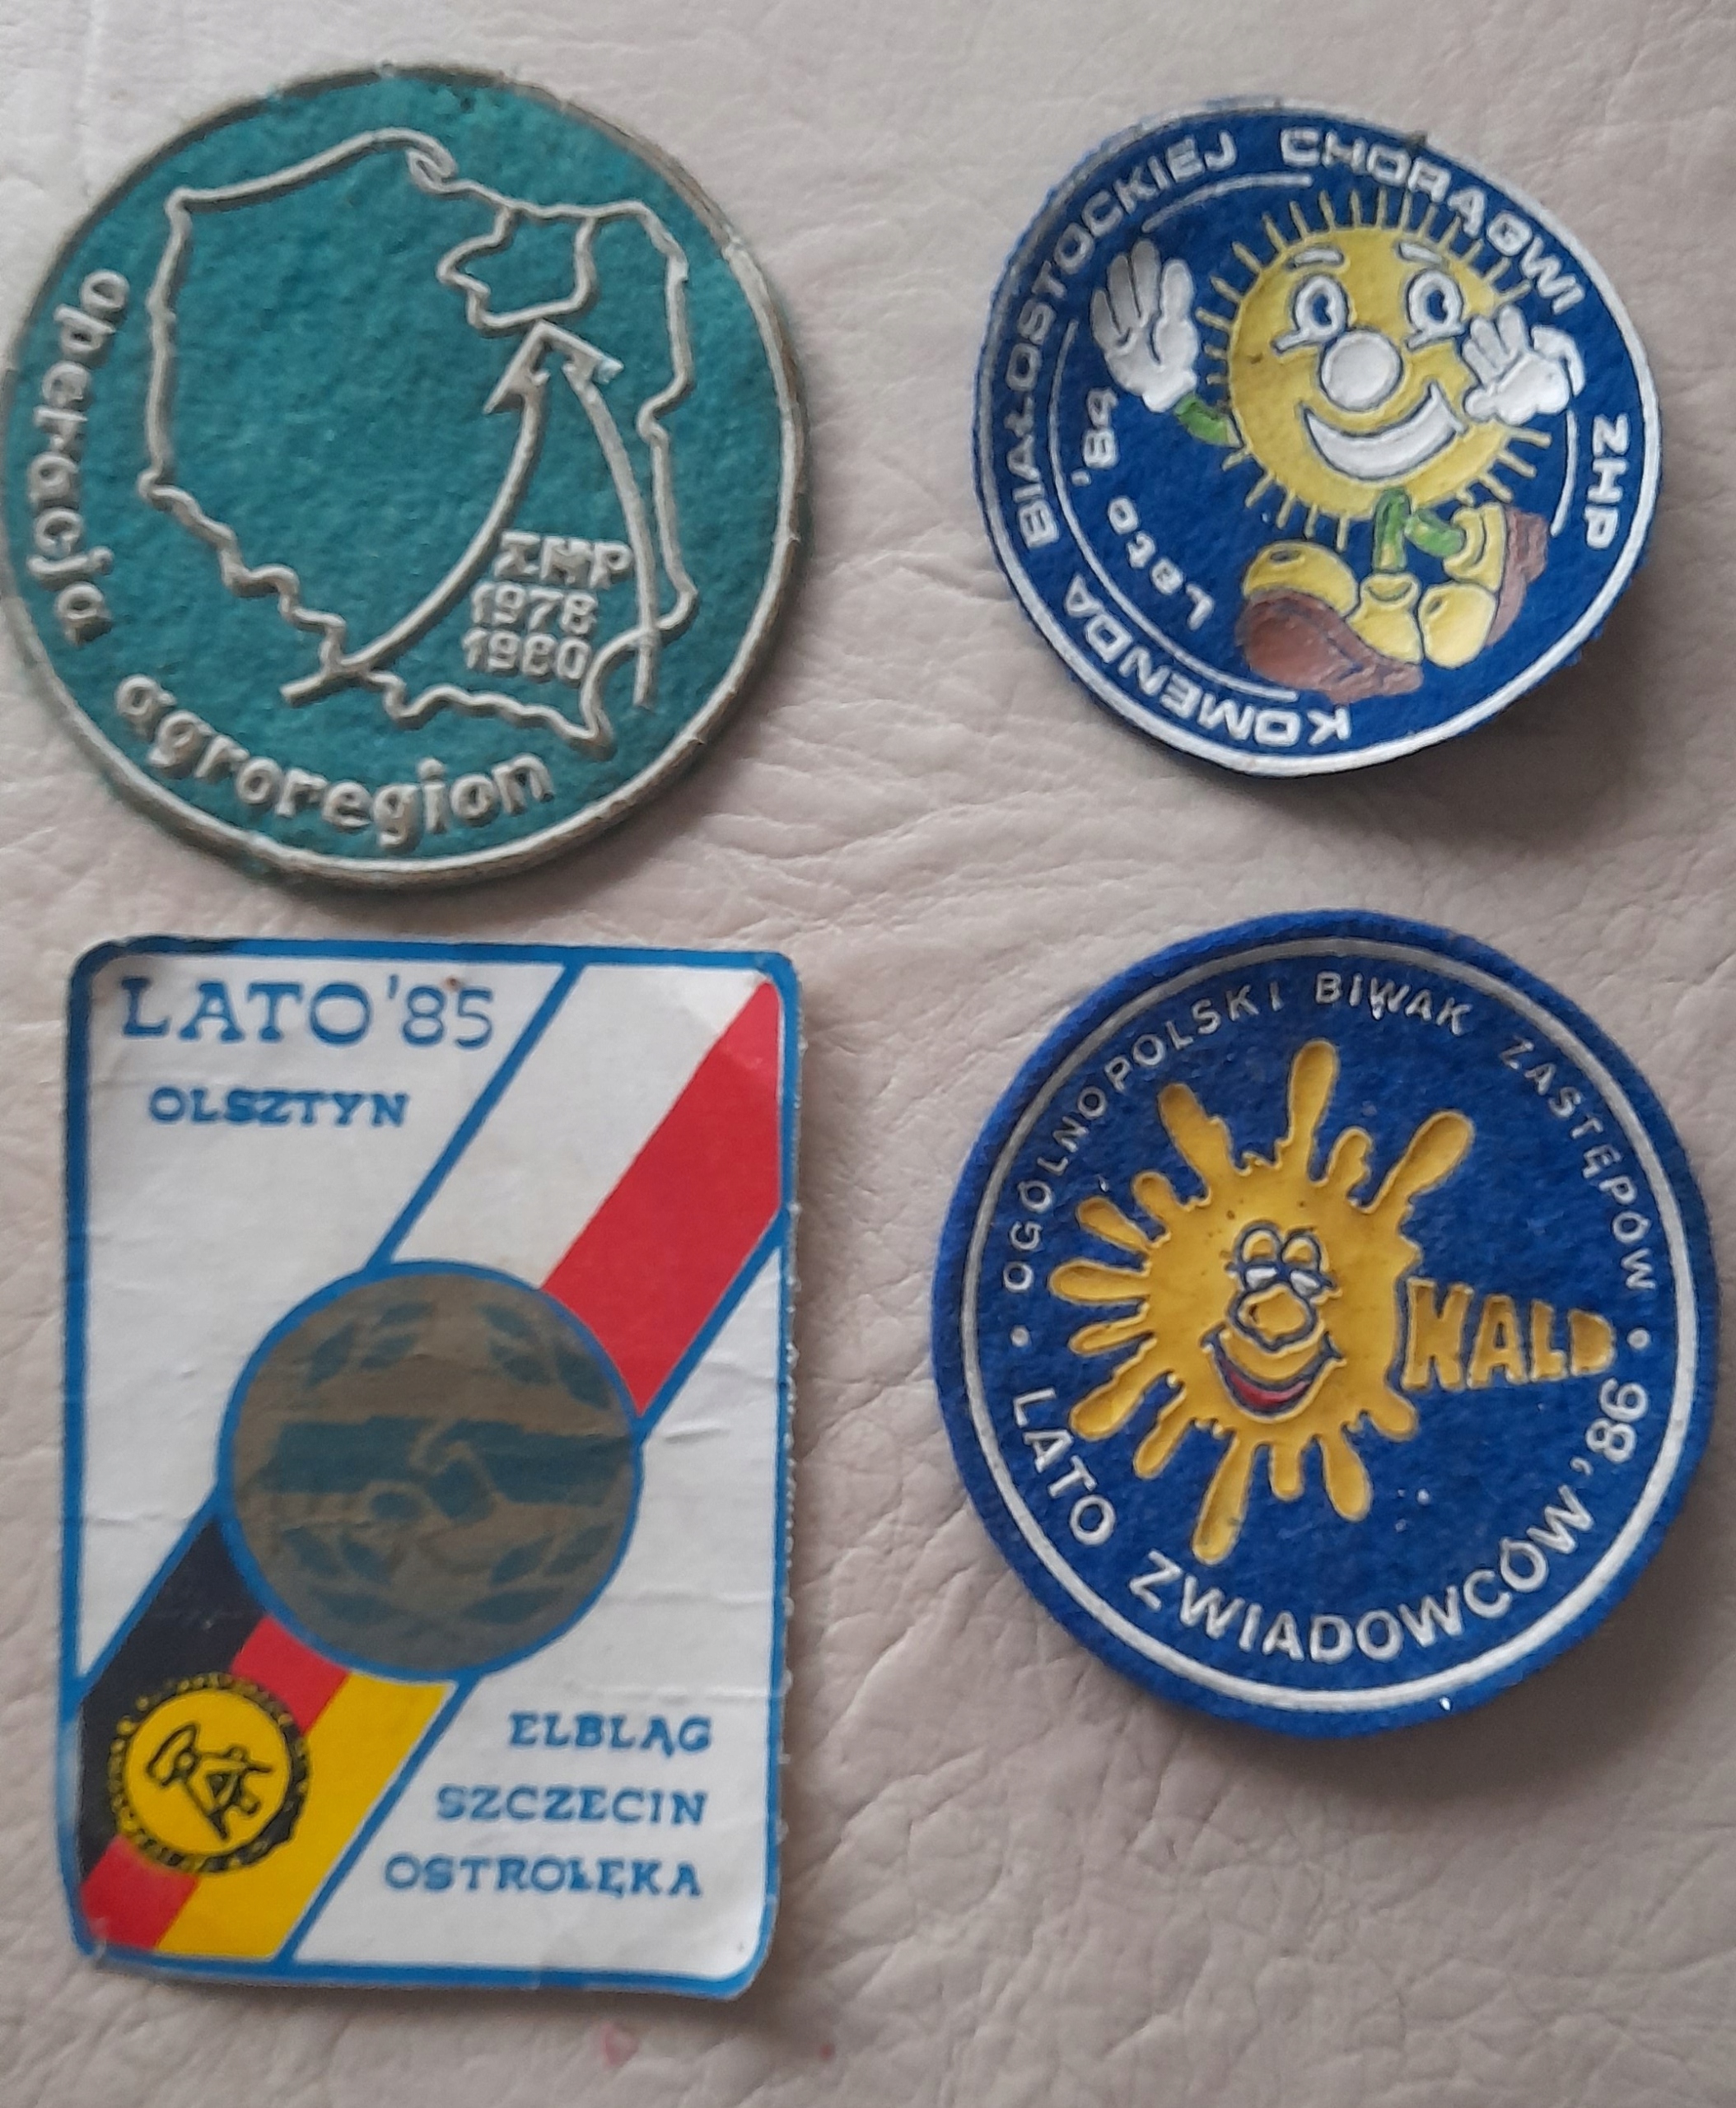 operacja agroregion
ZHP
1978
1980
KOMENDA BIAŁOSTOCKIEJ CHORĄGWI ZHP
Lato '84
LATO '85
OLSZTYN
ELBLĄG
SZCZECIN
OSTROŁĘKA
• OGÓLNOPOLSKI BIWAK ZASTĘPÓW •
KALD
LATO ZWIADOWCÓW '86